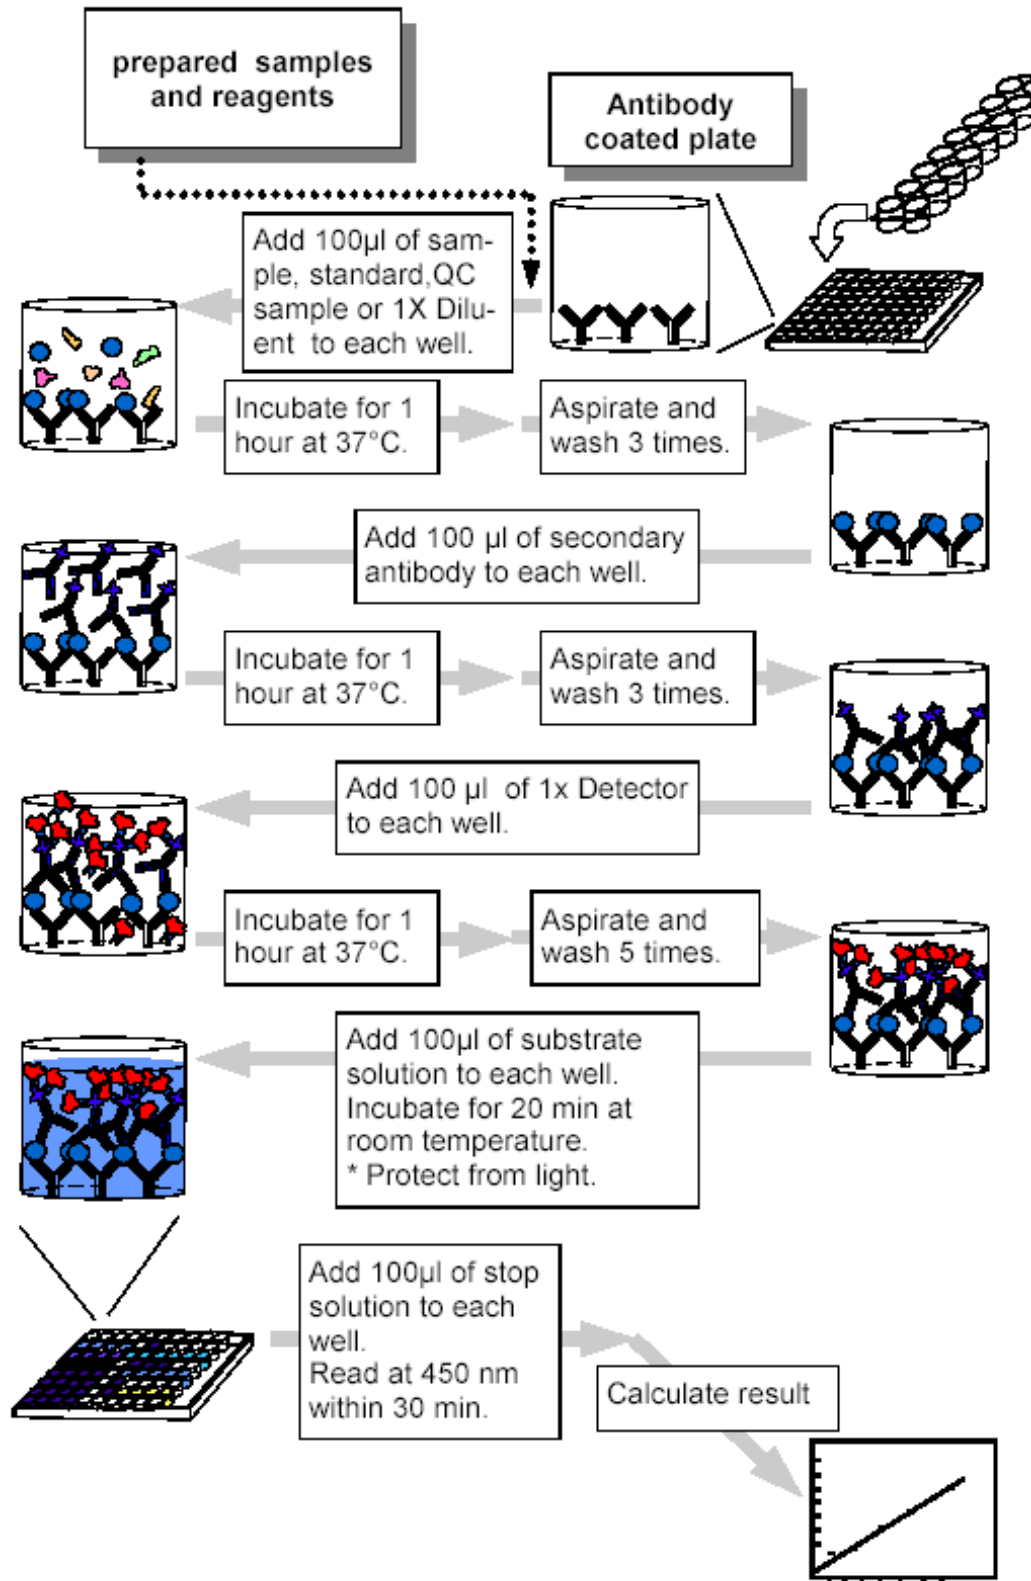 prepared samples
and reagents
Antibody
coated plate
Add 100µl of sam-
ple, standard,QC
sample or 1X Dilu-
ent to each well.
Incubate for 1
hour at 37°C.
Aspirate and
wash 3 times.
Add 100 µl of secondary
antibody to each well.
Incubate for 1
hour at 37°C.
Aspirate and
wash 3 times.
Add 100 µl of 1x Detector
to each well.
Incubate for 1
hour at 37°C.
Aspirate and
wash 5 times.
Add 100µl of substrate
solution to each well.
Incubate for 20 min at
room temperature.
* Protect from light.
Add 100µl of stop
solution to each
well.
Read at 450 nm
within 30 min.
Calculate result